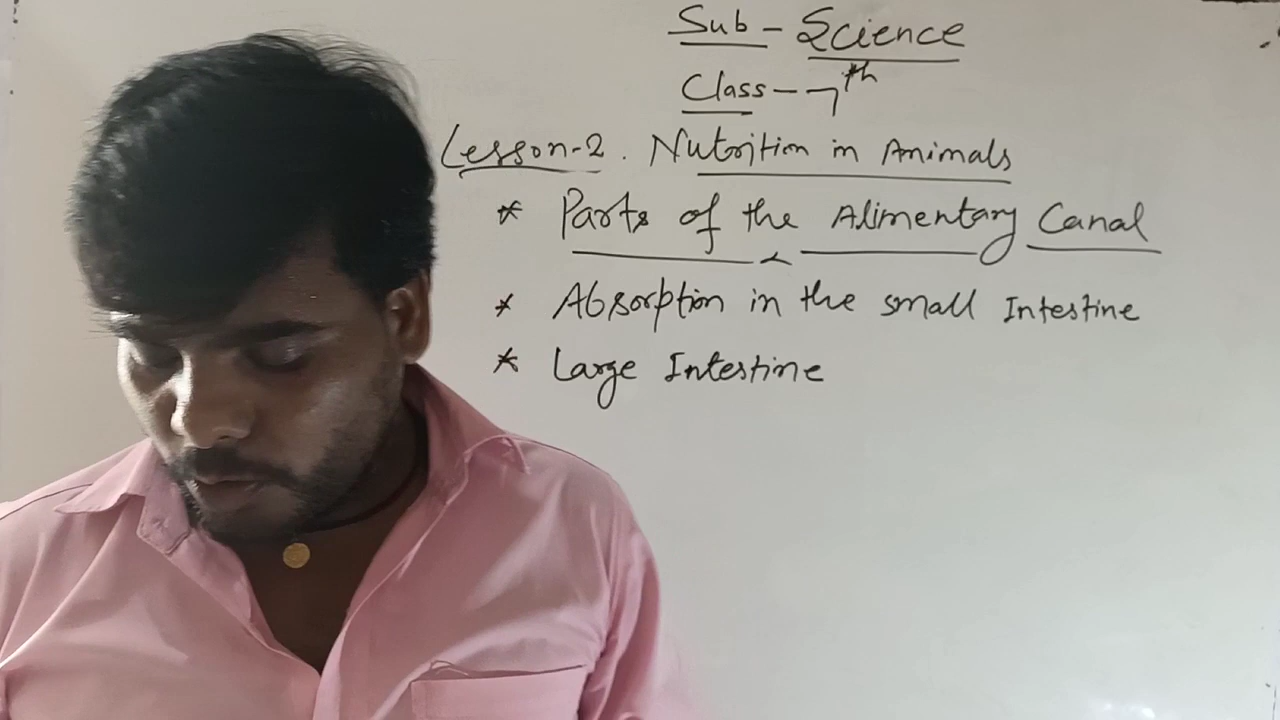 Sub - Science
Class - 7th
Lesson-2. Nutrition in Animals
* Parts of the Alimentary Canal
* Absorption in the small Intestine
* Large Intestine